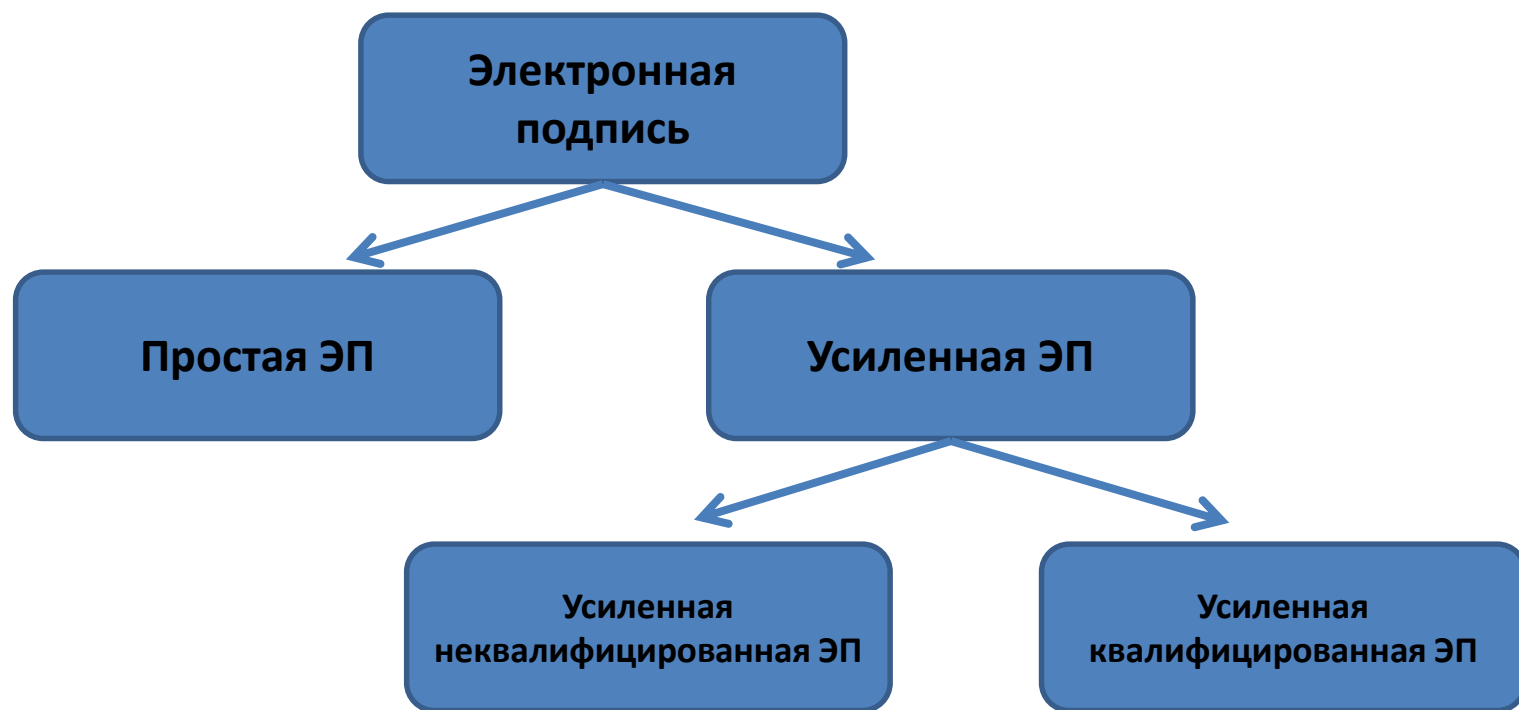 Электронная
подпись
Простая ЭП
Усиленная ЭП
Усиленная
неквалифицированная ЭП
Усиленная
квалифицированная ЭП